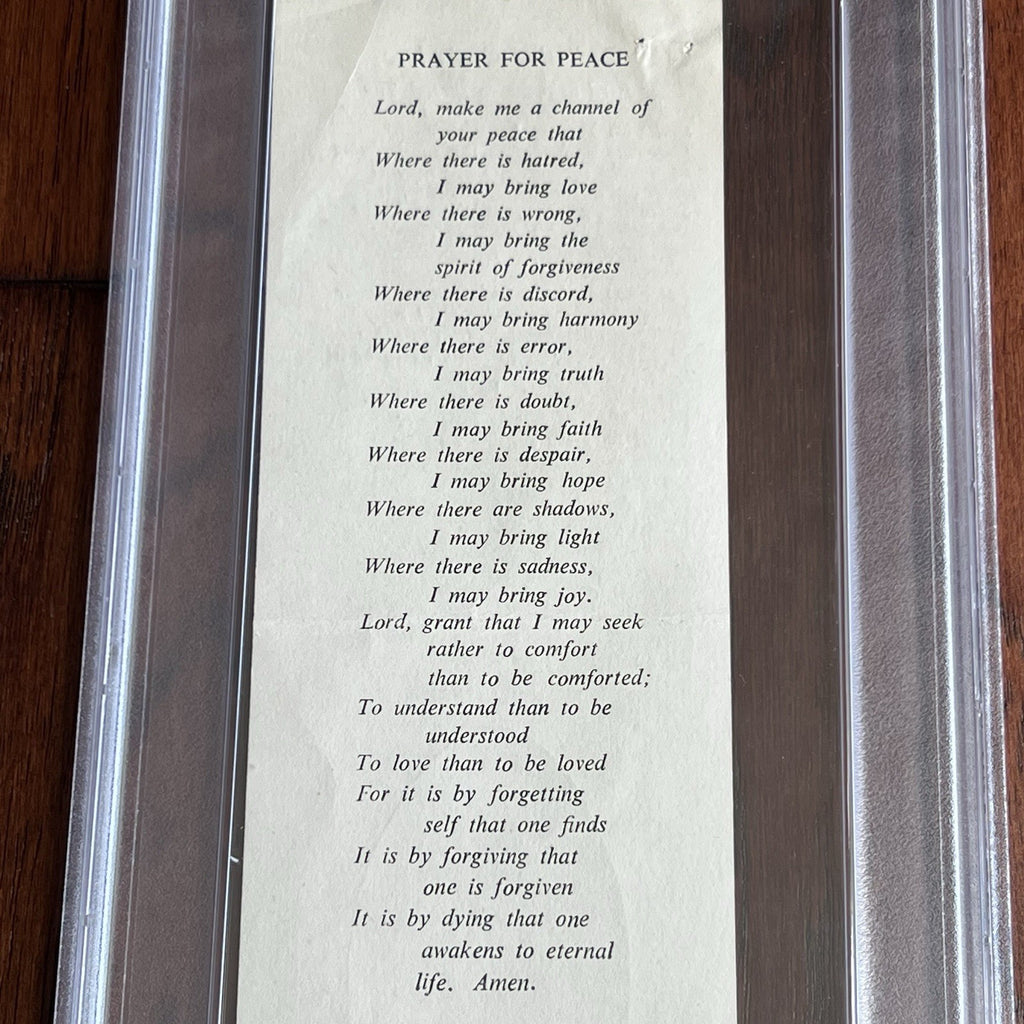 PRAYER FOR PEACE
Lord, make me a channel of
your peace that
Where there is hatred,
I may bring love
Where there is wrong,
I may bring the
spirit of forgiveness
Where there is discord,
I may bring harmony
Where there is error,
I may bring truth
Where there is doubt,
I may bring faith
Where there is despair,
I may bring hope
Where there are shadows,
I may bring light
Where there is sadness,
I may bring joy.
Lord, grant that I may seek
rather to comfort
than to be comforted;
To understand than to be
understood
To love than to be loved
For it is by forgetting
self that one finds
It is by forgiving that
one is forgiven
It is by dying that one
awakens to eternal
life. Amen.